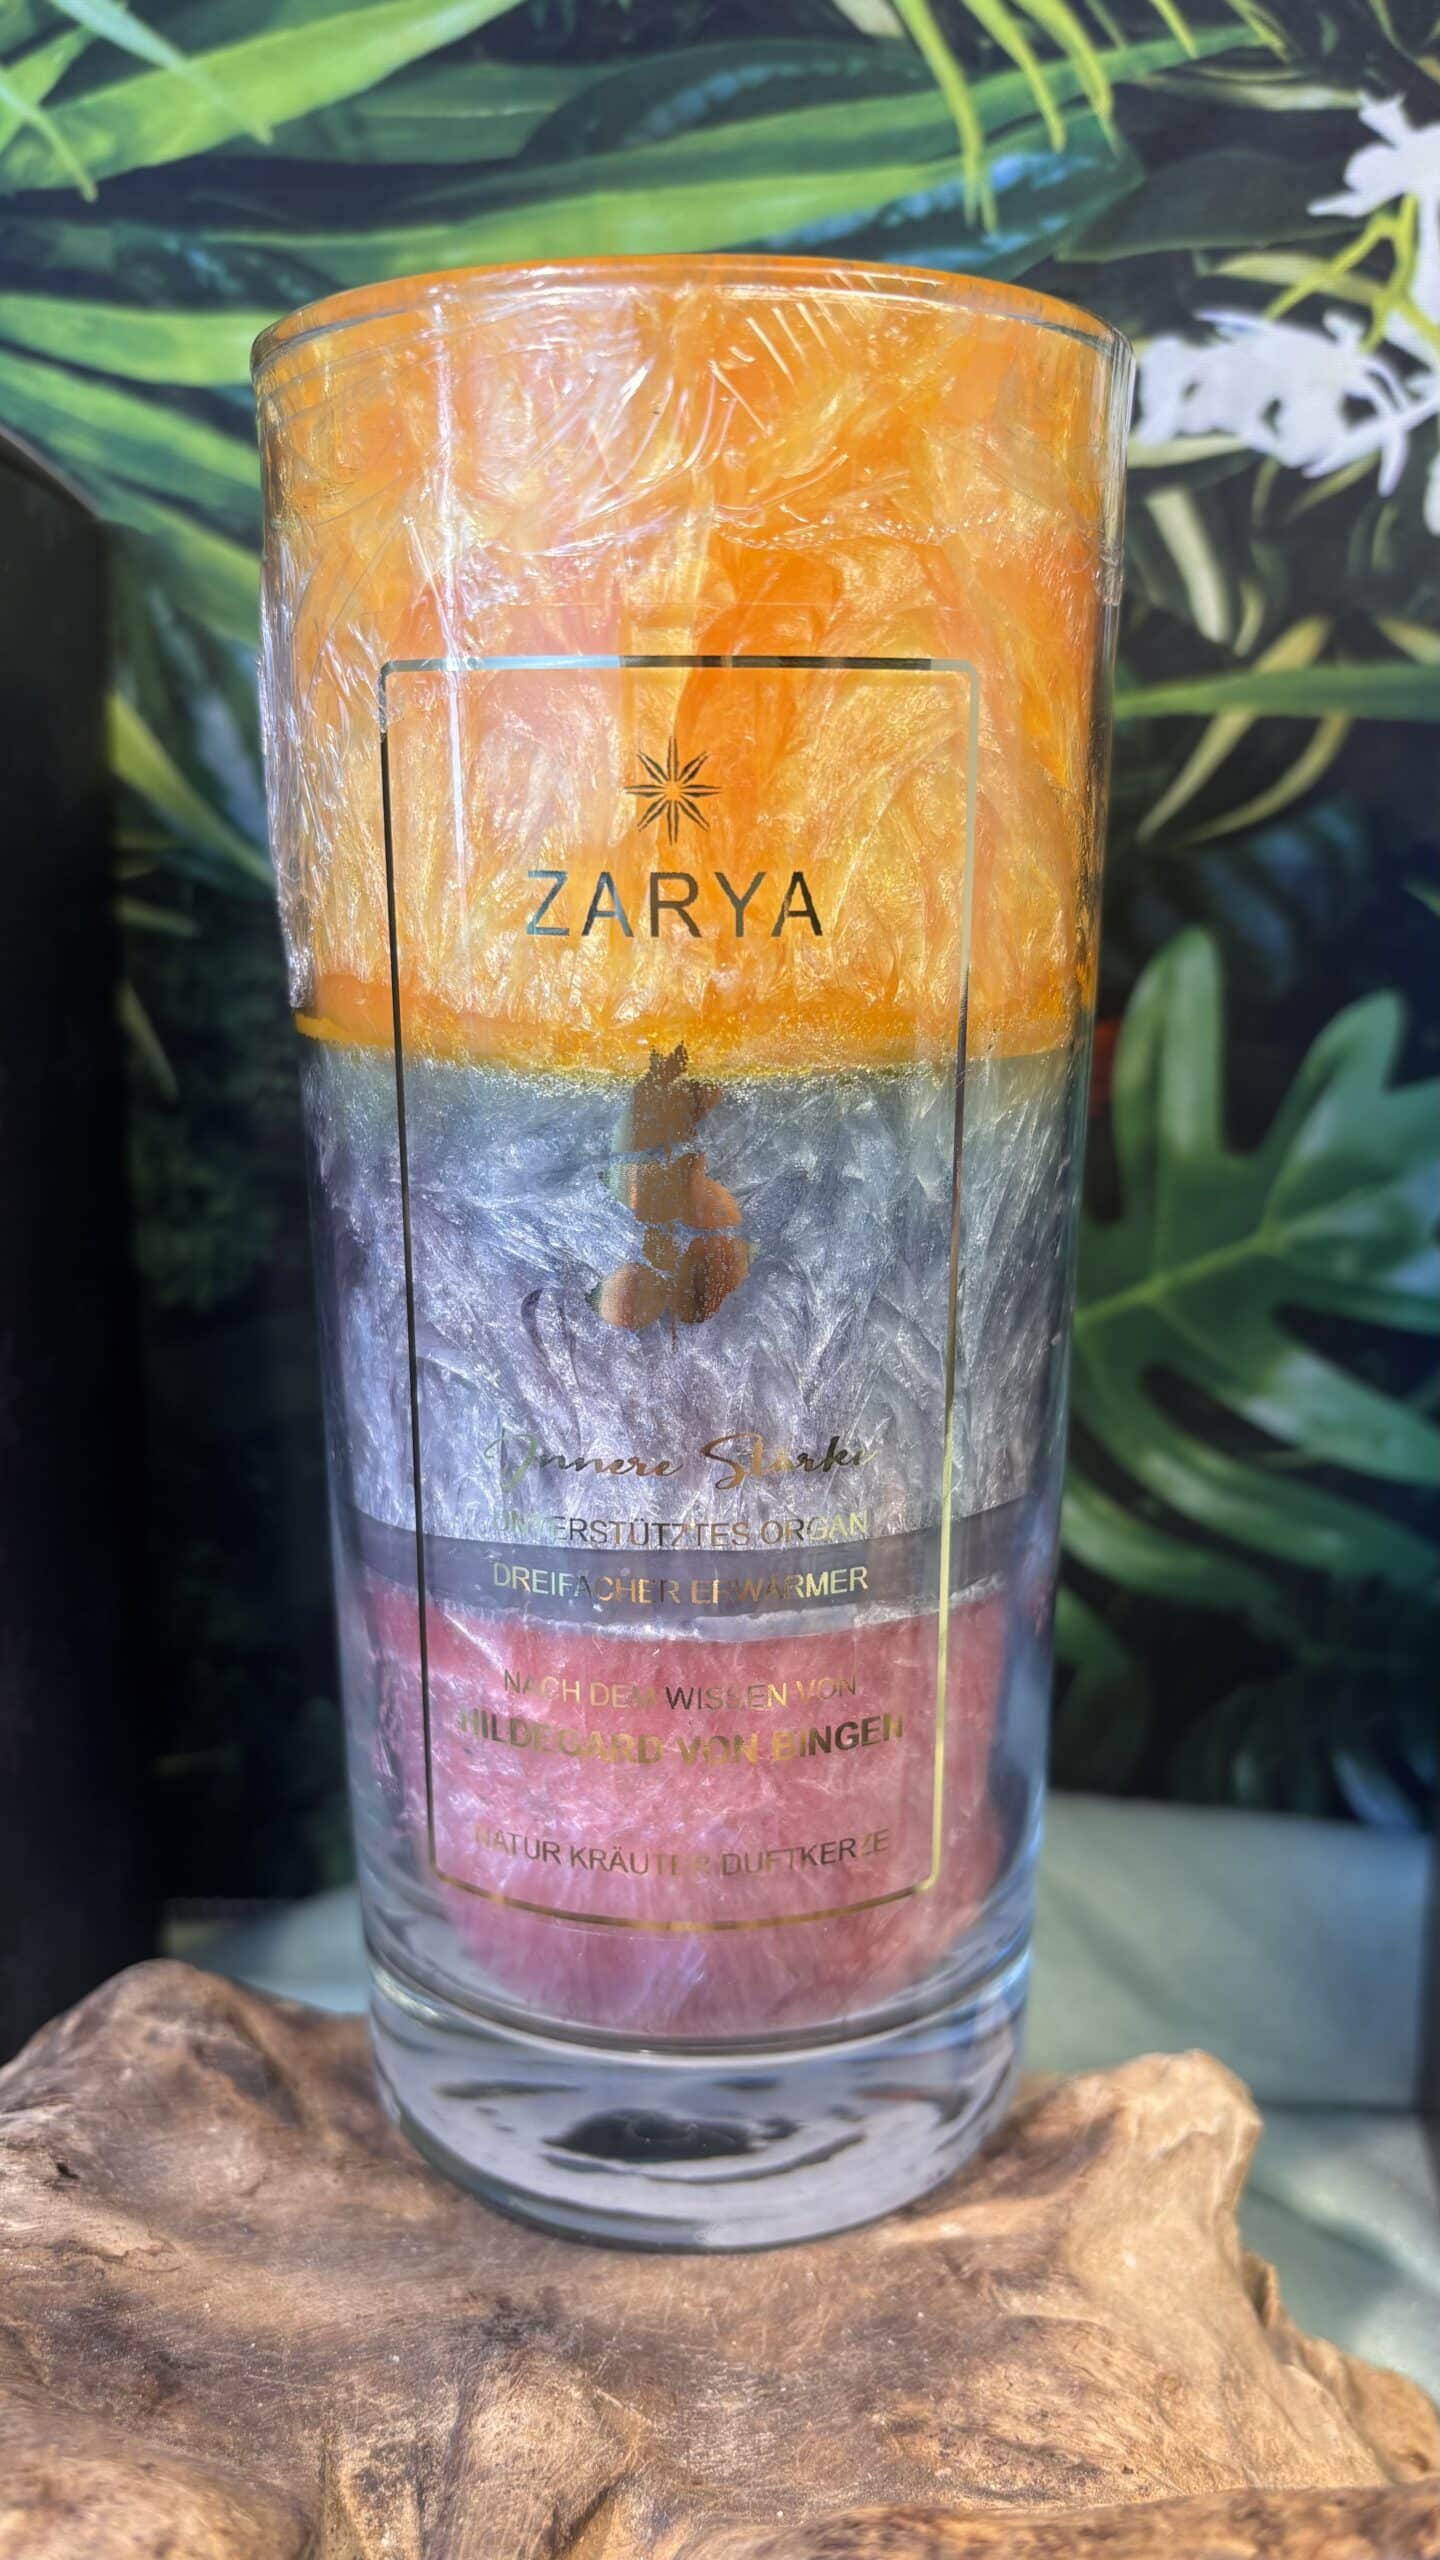 ZARYA
Innere Stärke
UNTERSTÜTZTES ORGAN
DREIFACHER ERWÄRMER
NACH DEM WISSEN VON
HILDEGARD VON BINGEN
NATUR KRÄUTER DUFTKERZE